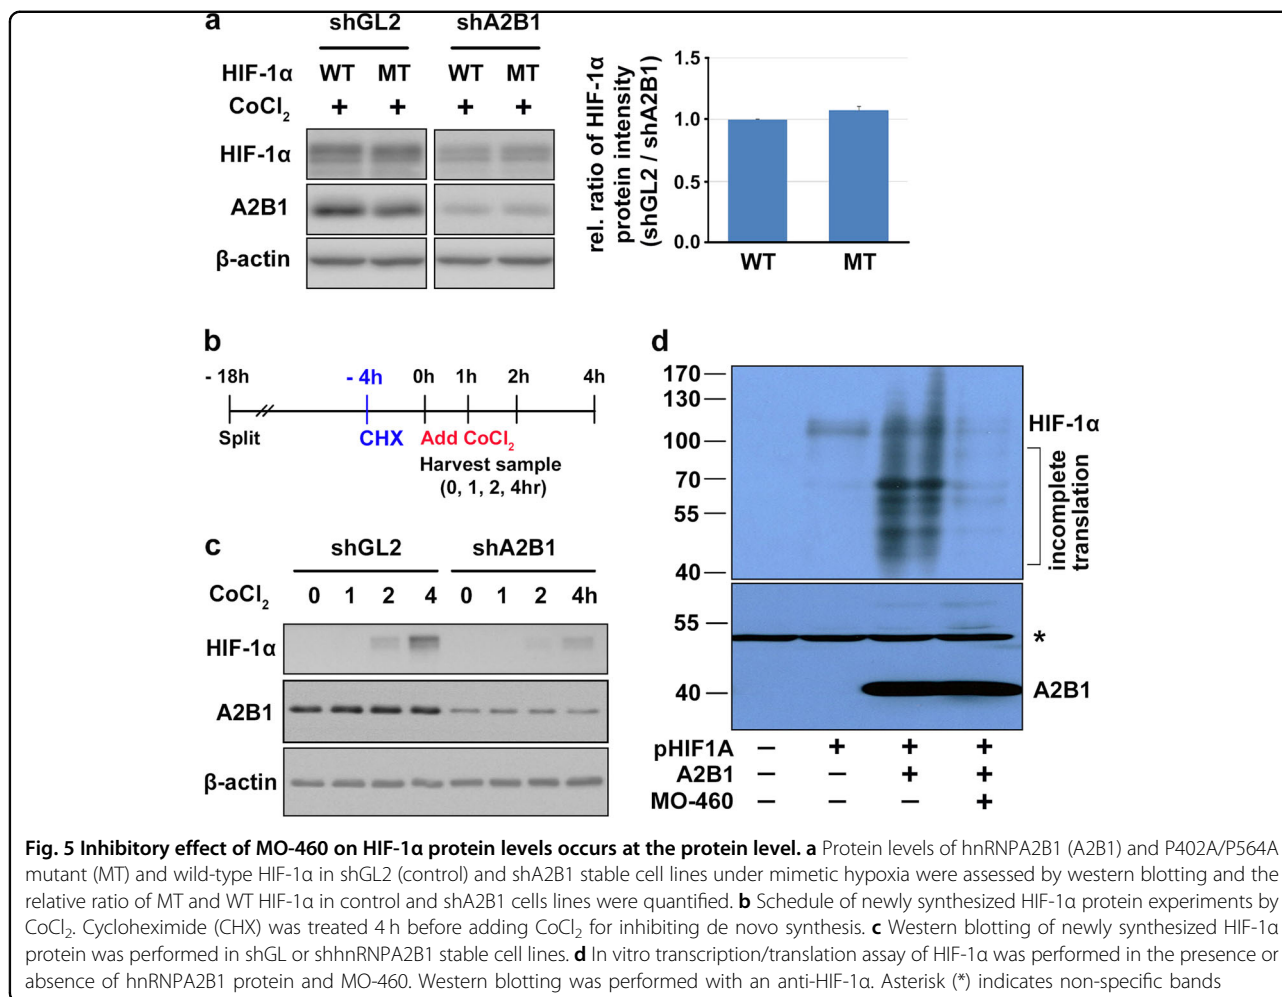 a
shGL2 shA2B1
HIF-1α WT MT WT MT
CoCl2 + + + +
HIF-1α
A2B1
β-actin
rel. ratio of HIF-1α
protein intensity
(shGL2 / shA2B1)
1.5
1.0
0.5
0.0
WT MT
b
- 18h - 4h 0h 1h 2h 4h
Split CHX Add CoCl2
Harvest sample
(0, 1, 2, 4hr)
c
shGL2 shA2B1
CoCl2 0 1 2 4 0 1 2 4h
HIF-1α
A2B1
β-actin
d
170
130
100
70
55
40
HIF-1α
incomplete
translation
55
40
*
A2B1
pHIF1A – + + +
A2B1 – – + +
MO-460 – – – +
Fig. 5 Inhibitory effect of MO-460 on HIF-1α protein levels occurs at the protein level. a Protein levels of hnRNPA2B1 (A2B1) and P402A/P564A
mutant (MT) and wild-type HIF-1α in shGL2 (control) and shA2B1 stable cell lines under mimetic hypoxia were assessed by western blotting and the
relative ratio of MT and WT HIF-1α in control and shA2B1 cells lines were quantified. b Schedule of newly synthesized HIF-1α protein experiments by
CoCl2. Cycloheximide (CHX) was treated 4 h before adding CoCl2 for inhibiting de novo synthesis. c Western blotting of newly synthesized HIF-1α
protein was performed in shGL or shhnRNPA2B1 stable cell lines. d In vitro transcription/translation assay of HIF-1α was performed in the presence or
absence of hnRNPA2B1 protein and MO-460. Western blotting was performed with an anti-HIF-1α. Asterisk (*) indicates non-specific bands